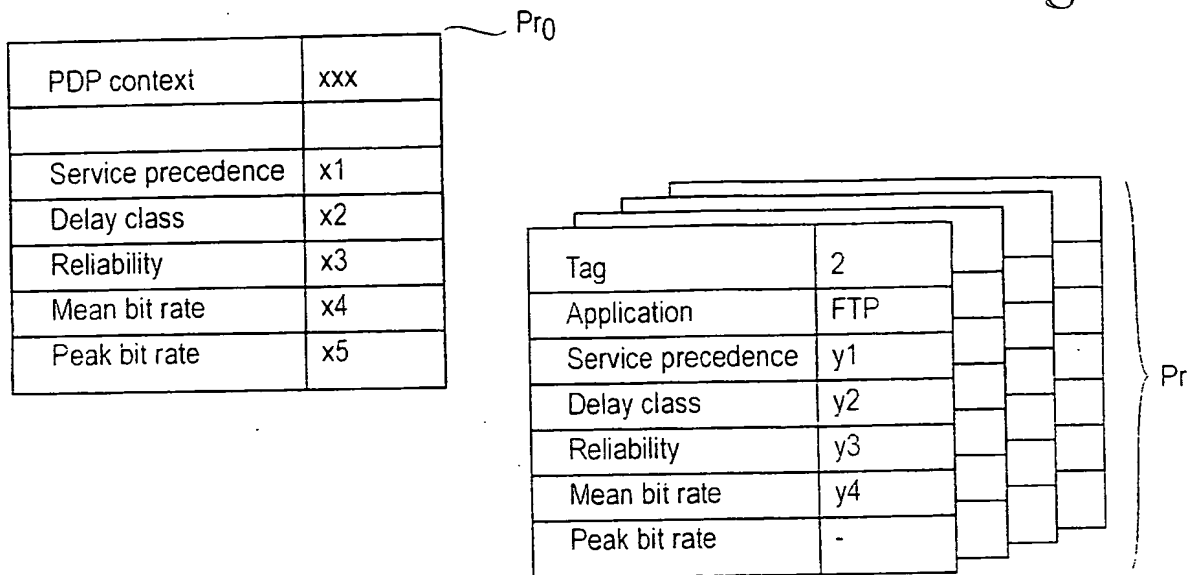 g
Pr0
PDP context xxx
Service precedence x1
Delay class x2
Reliability x3
Mean bit rate x4
Peak bit rate x5
Tag 2
Application FTP
Service precedence y1
Delay class y2
Reliability y3
Mean bit rate y4
Peak bit rate -
Pr